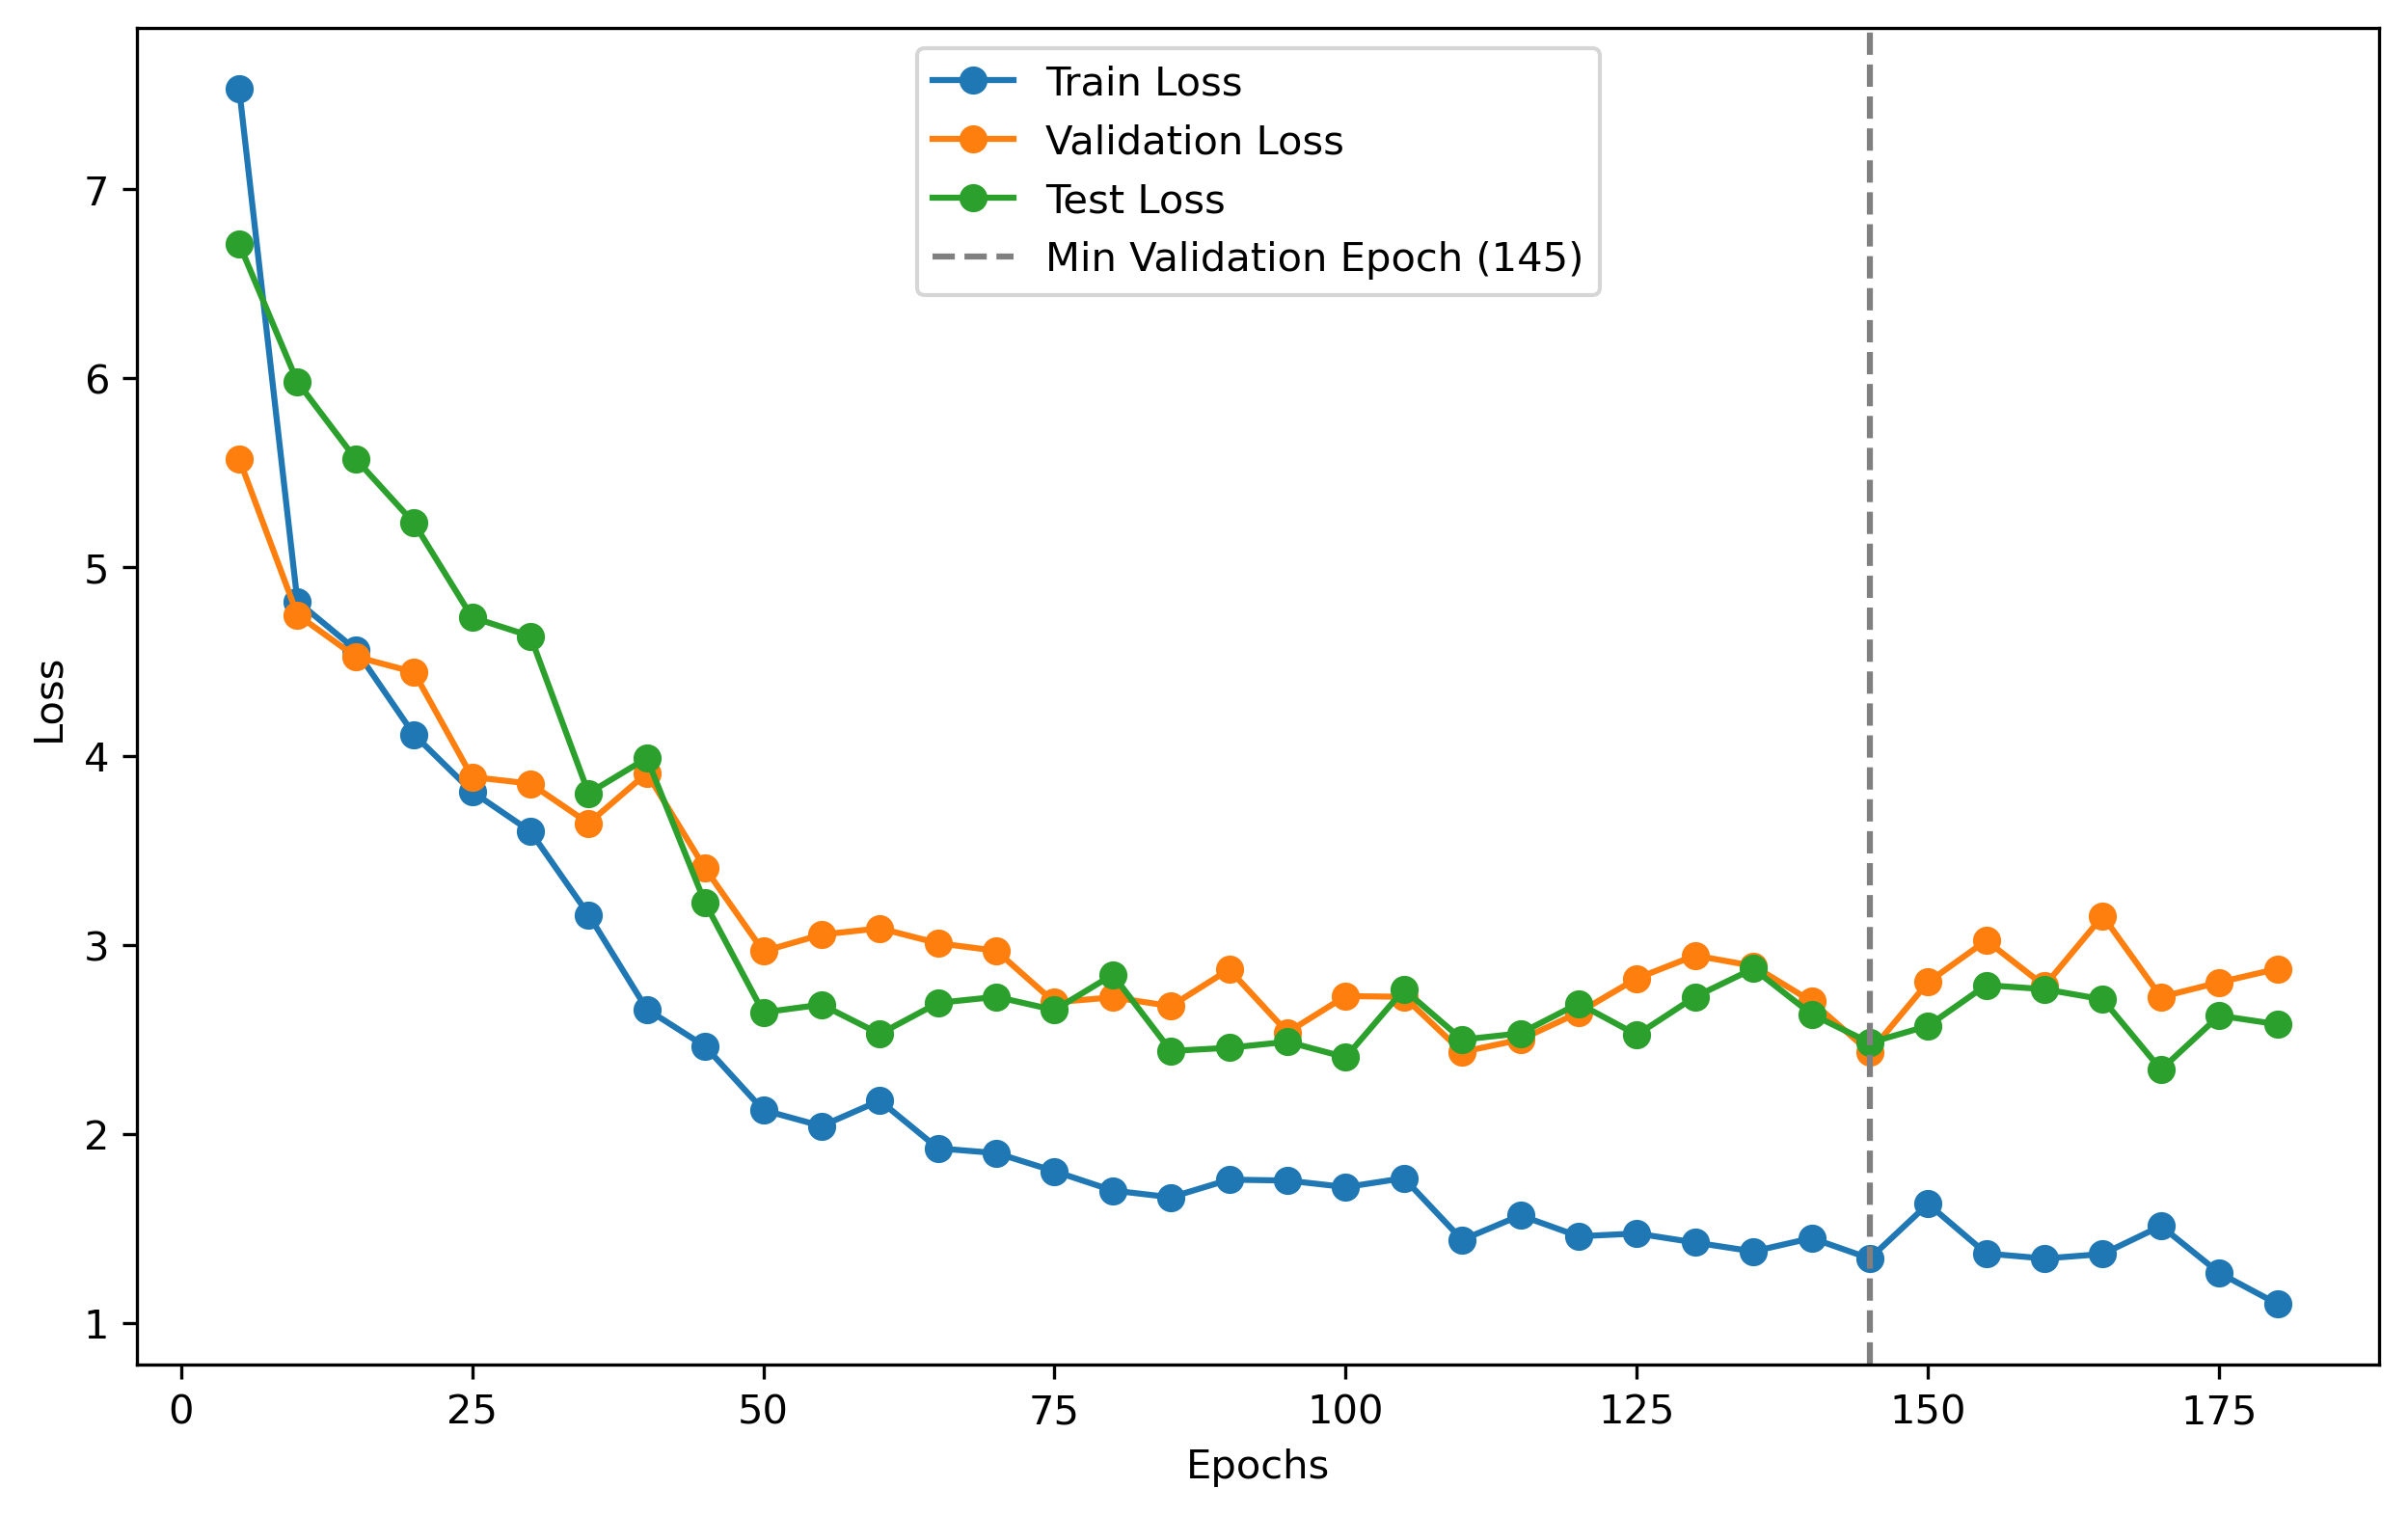 Train Loss
Validation Loss
Test Loss
Min Validation Epoch (145)
7
6
5
4
3
2
1
Loss
0 25 50 75 100 125 150 175
Epochs